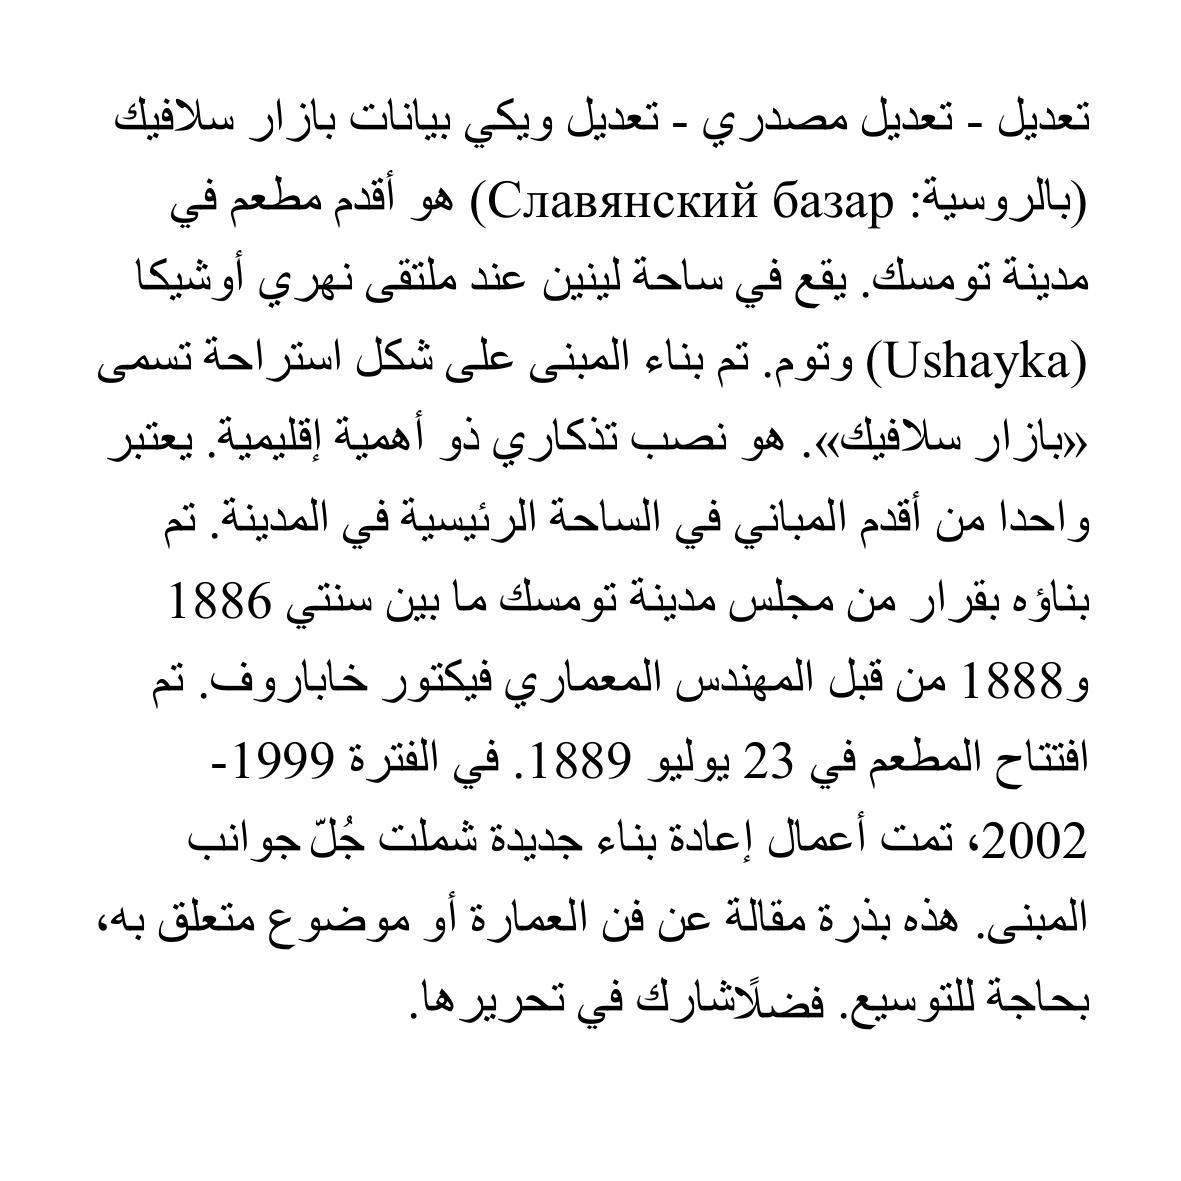 تعديل - تعديل مصدري - تعديل ويكي بيانات بازار سلافيك
(بالروسية: Славянский базар) هو أقدم مطعم في
مدينة تومسك. يقع في ساحة لينين عند ملتقى نهري أوشيكا
(Ushayka) وتوم. تم بناء المبنى على شكل استراحة تسمى
«بازار سلافيك». هو نصب تذكاري ذو أهمية إقليمية. يعتبر
واحدا من أقدم المباني في الساحة الرئيسية في المدينة. تم
بناؤه بقرار من مجلس مدينة تومسك ما بين سنتي 1886
و1888 من قبل المهندس المعماري فيكتور خاباروف. تم
افتتاح المطعم في 23 يوليو 1889. في الفترة 1999-
2002، تمت أعمال إعادة بناء جديدة شملت جُلّ جوانب
المبنى. هذه بذرة مقالة عن فن العمارة أو موضوع متعلق به،
بحاجة للتوسيع. فضلًاشارك في تحريرها.